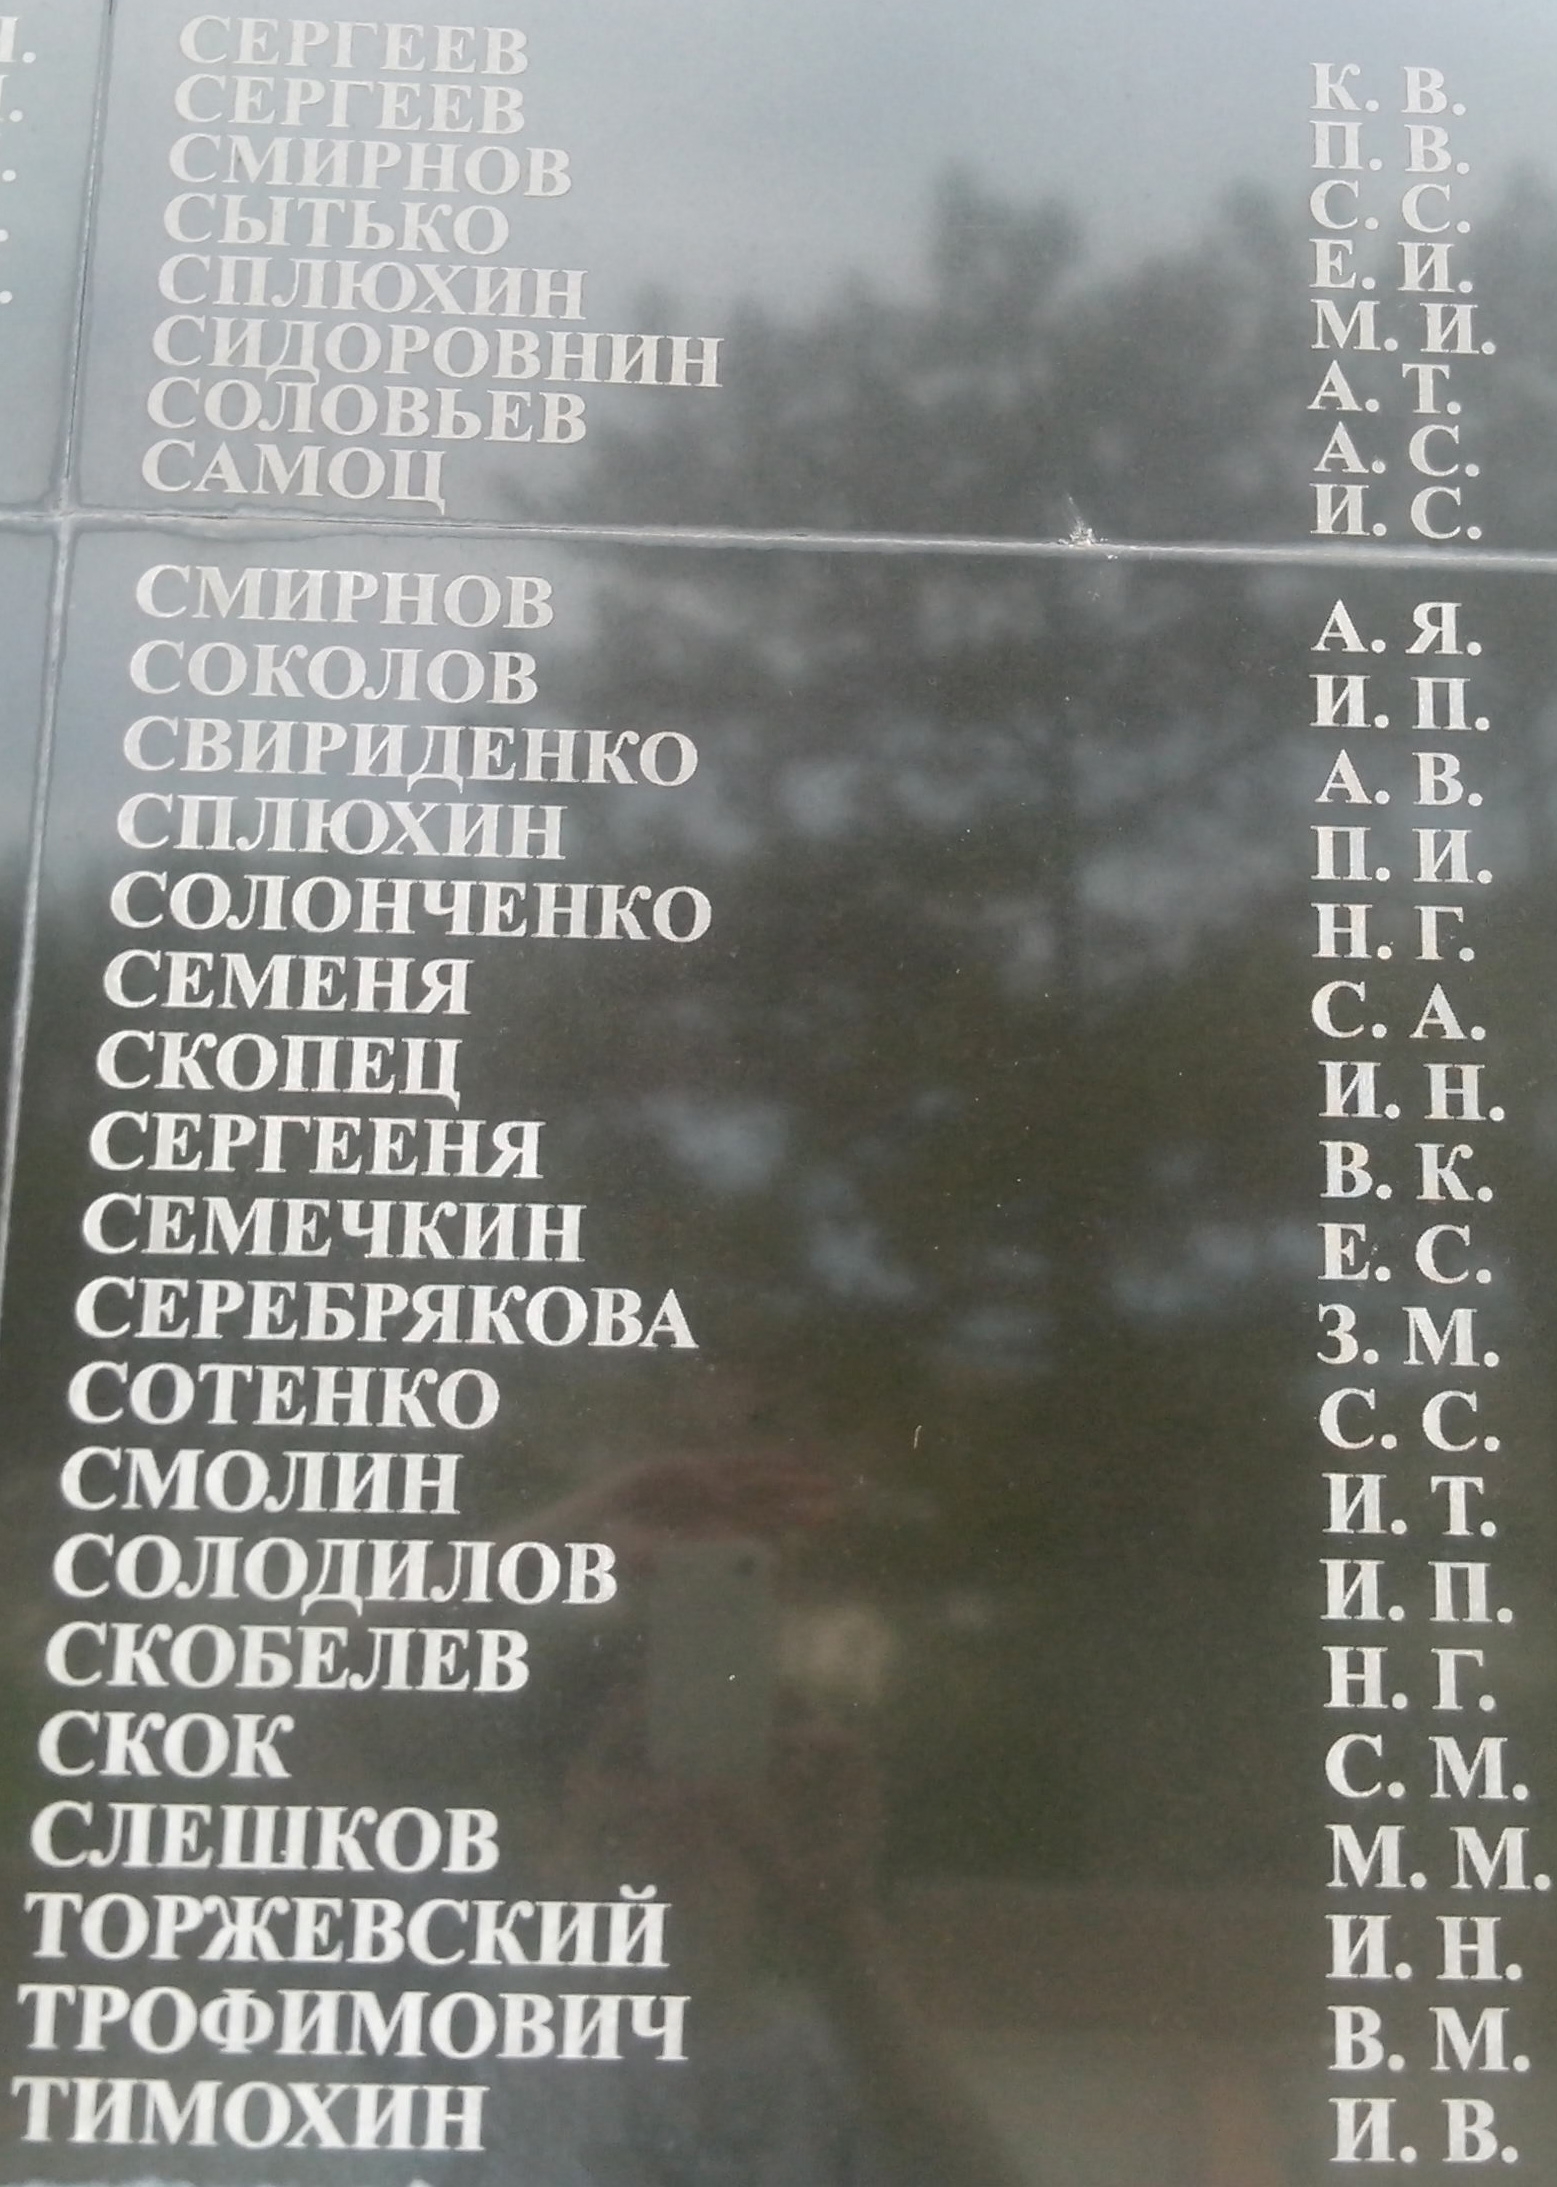 СЕРГЕЕВ К. В.
СЕРГЕЕВ П. В.
СМИРНОВ С. С.
СЫТЬКО Е. И.
СПЛЮХИН М. И.
СИДОРОВНИН А. Т.
СОЛОВЬЕВ А. С.
САМОЦ И. С.
СМИРНОВ А. Я.
СОКОЛОВ И. П.
СВИРИДЕНКО А. В.
СПЛЮХИН П. И.
СОЛОНЧЕНКО Н. Г.
СЕМЕНЯ С. А.
СКОПЕЦ И. Н.
СЕРГЕЕНЯ В. К.
СЕМЕЧКИН Е. С.
СЕРЕБРЯКОВА З. М.
СОТЕНКО С. С.
СМОЛИН И. Т.
СОЛОДИЛОВ И. П.
СКОБЕЛЕВ Н. Г.
СКОК С. М.
СЛЕШКОВ М. М.
ТОРЖЕВСКИЙ И. Н.
ТРОФИМОВИЧ В. М.
ТИМОХИН И. В.